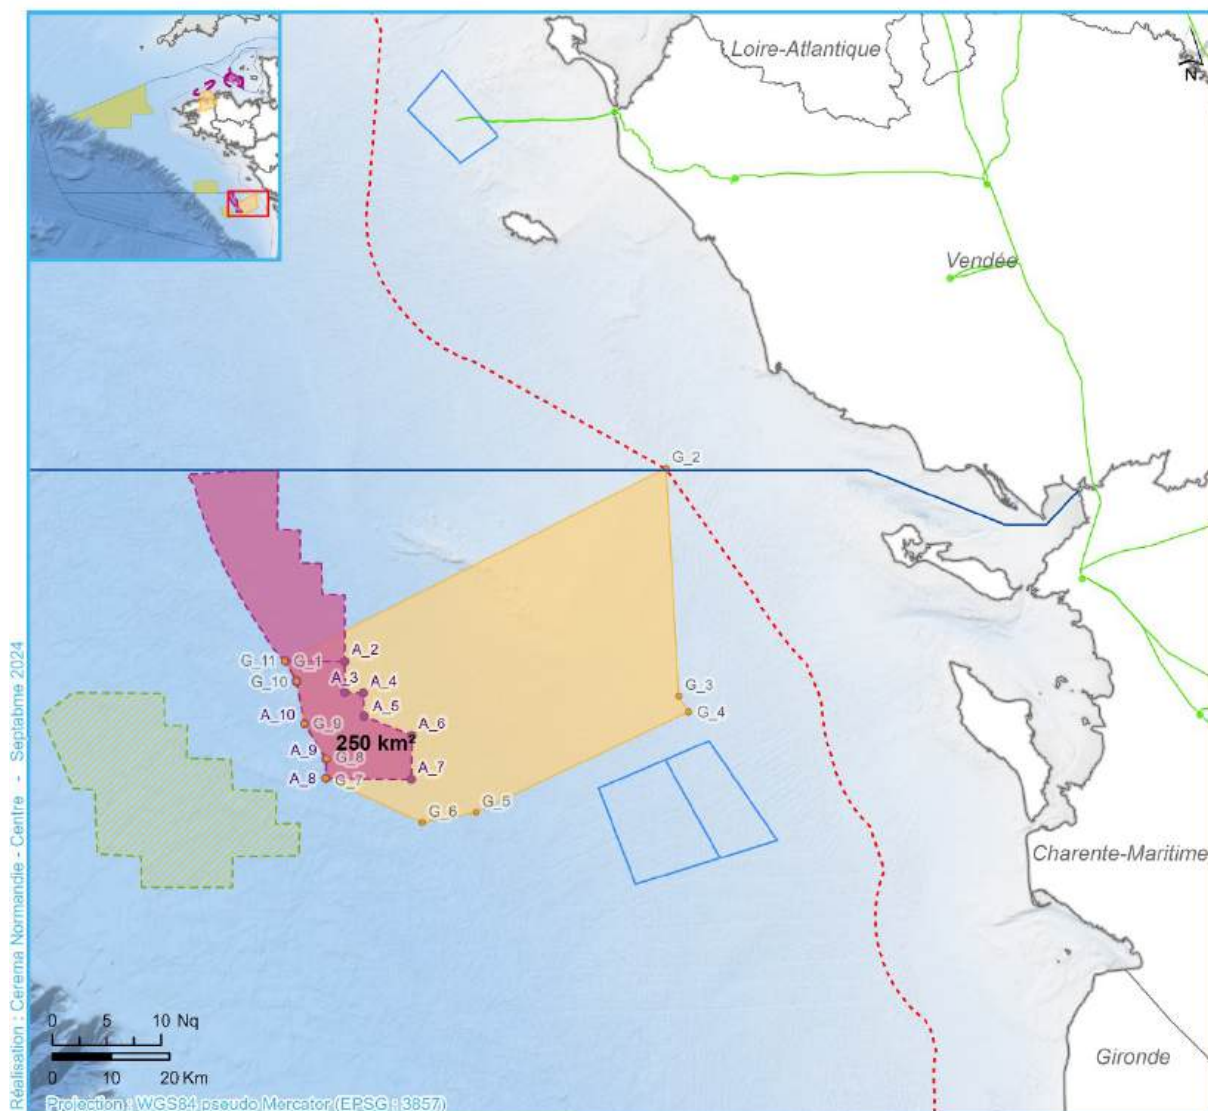 Loire-Atlantique
N
Vendée
G_2
G_11
G_1
A_2
G_10
A_3
A_4
G_3
A_5
G_4
A_10
G_9
A_6
250 km²
A_9
G_8
A_8
G_7
A_7
G_5
G_6
Charente-Maritime
Gironde
0 5 10 Nq
0 10 20 Km
Projection : WGS84 pseudo Mercator (EPSG : 3857)
Réalisation : Cerema Normandie - Centre - Septabme 2024